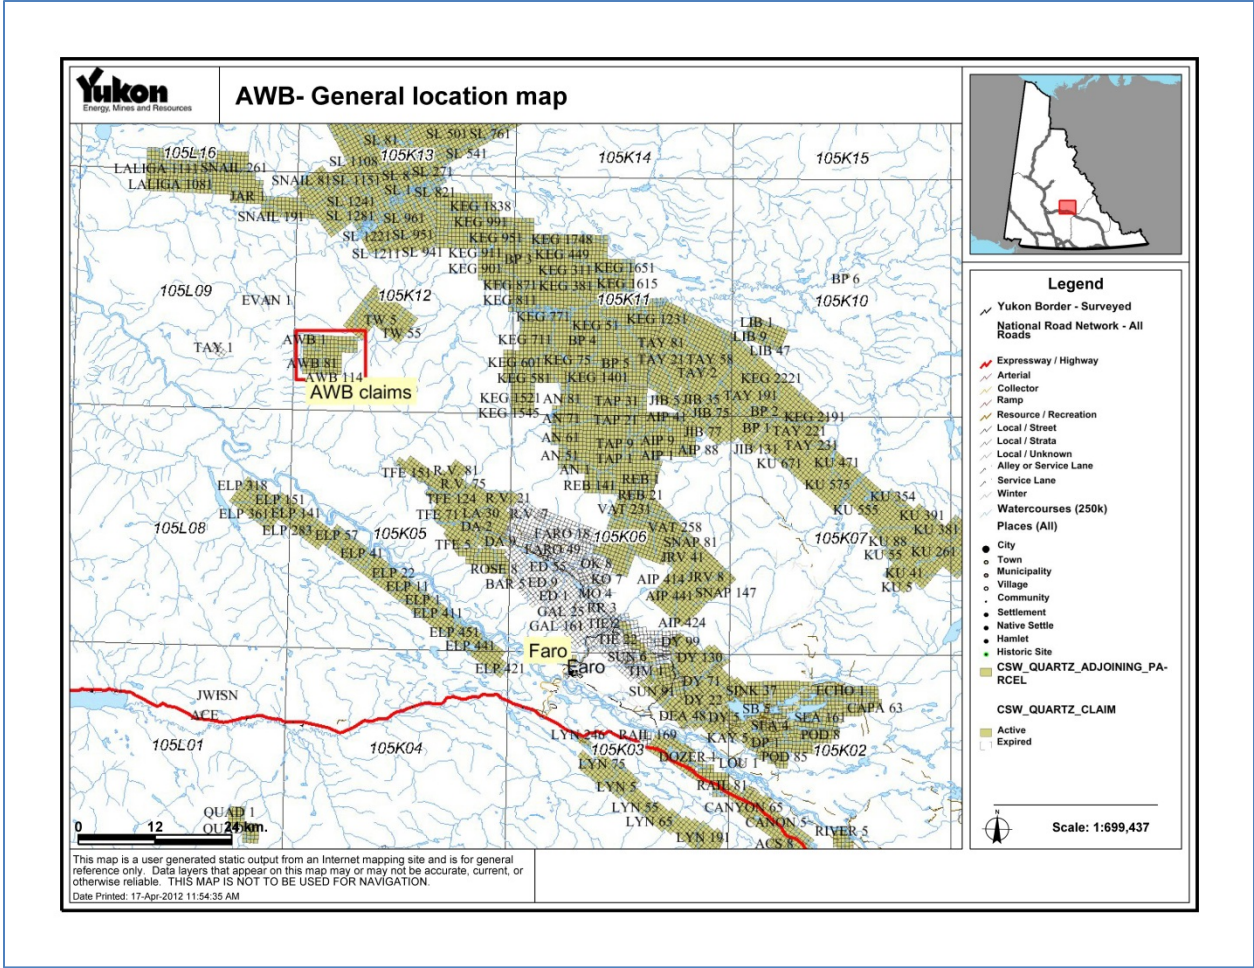 Yukon
Energy, Mines and Resources
AWB- General location map
105L16
105K13
105K14
105K15
SL 81
SL 501 SL 761
SL 541
SL 1108
LALIGA 1141 SNAIL 261
LALIGA 1081
SNAIL 81 SL 1151 SL 8 SL 271
SL 1 SL 821
JAR
SL 1241
SNAIL 191
SL 1281 SL 961
SL 1221 SL 951
SL 1211 SL 941
KEG 1838
KEG 991
KEG 951 KEG 1748
KEG 911 KEG 449
KEG 901 BP 3 KEG 311 KEG 1651
KEG 871 KEG 381 KEG 1615
KEG 811
105L09
EVAN 1
105K12
105K11
BP 6
105K10
TW 5
TW 55
KEG 771
KEG 51 KEG 1231
LIB 1
LIB 9
LIB 47
AWB 1
TAY 1
AWB 81
AWB 114
AWB claims
KEG 711 BP 4 TAY 81
KEG 601 KEG 75 BP 5 TAY 21 TAY 58
TAY 2
KEG 581 KEG 1401
KEG 2221
KEG 1521 AN 81 TAP 31 JIB 5 JIB 35 TAY 191
KEG 1545 AN 71 TAP 21 AIP 41 JIB 75 BP 2 KEG 2191
JIB 77 BP 1 TAY 221
AN 61 TAP 9 AIP 9
AN 51 TAP 1 AIP 1 AIP 88 JIB 131 TAY 231
AN 1
KU 671 KU 471
REB 141 REB 1
REB 21
KU 575
KU 354
KU 555
KU 391
KU 381
VAT 231
TFE 151 R.V. 81
R.V. 75
TFE 124 R.V. 21
TFE 71 LA 30 R.V. 7
DA 2
DA 9
TFE 5
ELP 318
ELP 151
ELP 361 ELP 141
ELP 283 ELP 57
105L08
105K05
105K06
105K07
ELP 41
ELP 22
ELP 11
ELP 1
ELP 411
ELP 451
ELP 441
ELP 421
FARO 18
FARO 49
ROSE 8
ED 55
OK 8
BAR 5 ED 9
KO 7
ED 1 MO 4
GAL 25 RR 3
GAL 161 TIE 2
TIE 22
VAT 258
SNAP 81
JRV 41
AIP 414 JRV 8
AIP 441 SNAP 147
AIP 424
KU 88
KU 55 KU 261
KU 41
KU 5
Faro
Faro
DY 99
SUN 6
DY 130
TIM 1
SUN 91 DY 71
DY 22
DEA 48 DY 5
SINK 37 ECHO 1
SB 5
CAPA 63
SEA 4 SEA 161
KAY 5 DP 1 POD 8
POD 85
105K02
JWISN
ACE
105L01
105K04
LYN 246 RAIL 169
105K03
LYN 75
DOZER 1 LOU 1
LYN 5
RAIL 81
LYN 55
CANYON 65
LYN 65
CANON 5
RIVER 5
LYN 191
ACS 8
QUAD 1
0 12 24 km.
Legend
Yukon Border - Surveyed
National Road Network - All
Roads
Expressway / Highway
Arterial
Collector
Ramp
Resource / Recreation
Local / Street
Local / Strata
Local / Unknown
Alley or Service Lane
Service Lane
Winter
Watercourses (250k)
Places (All)
City
Town
Municipality
Village
Community
Settlement
Native Settle
Hamlet
Historic Site
CSW_QUARTZ_ADJOINING_PA-
RCEL
CSW_QUARTZ_CLAIM
Active
Expired
N
Scale: 1:699,437
This map is a user generated static output from an Internet mapping site and is for general
reference only. Data layers that appear on this map may or may not be accurate, current, or
otherwise reliable. THIS MAP IS NOT TO BE USED FOR NAVIGATION.
Date Printed: 17-Apr-2012 11:54:35 AM